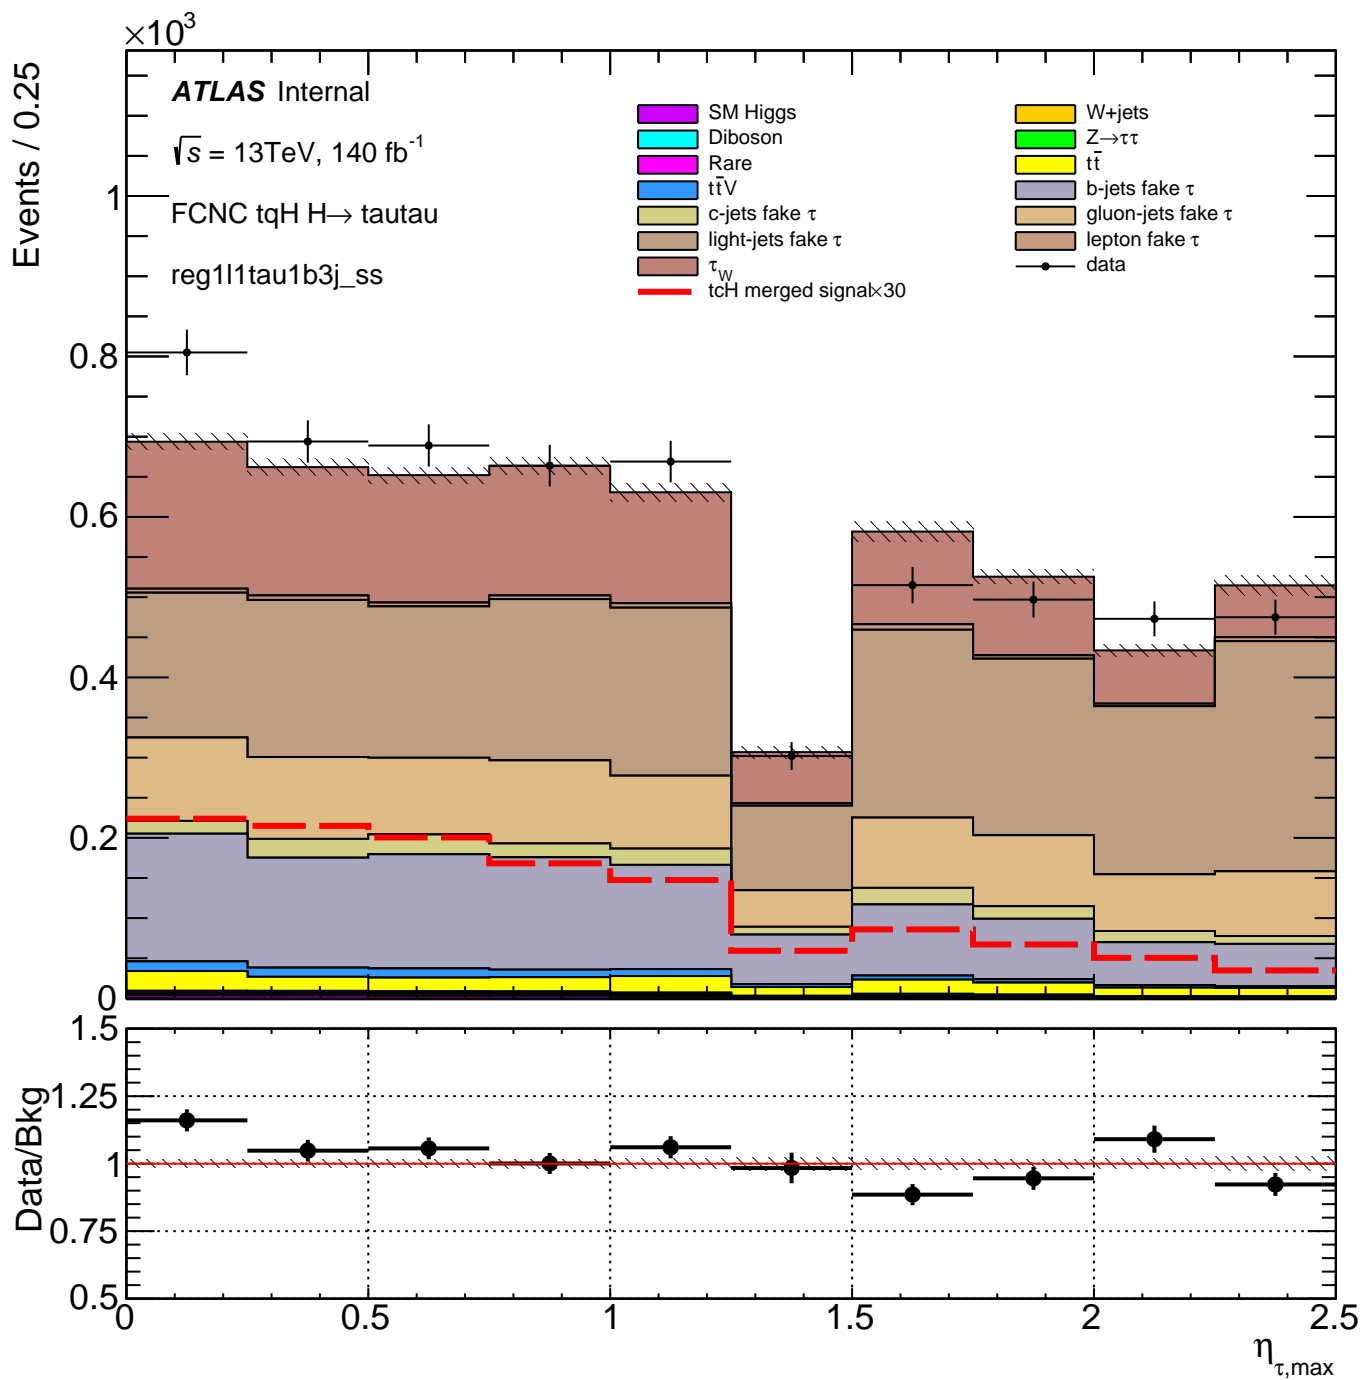 ×10³
Events / 0.25
ATLAS Internal
√s = 13TeV, 140 fb⁻¹
FCNC tqH H→ tautau
reg1l1tau1b3j_ss
SM Higgs
Diboson
Rare
tt̄V
c-jets fake τ
light-jets fake τ
τ_W
tcH merged signal×30
W+jets
Z→ττ
tt̄
b-jets fake τ
gluon-jets fake τ
lepton fake τ
data
1
0.8
0.6
0.4
0.2
0
Data/Bkg
1.5
1.25
1
0.75
0.5
0 0.5 1 1.5 2 2.5
η_τ,max